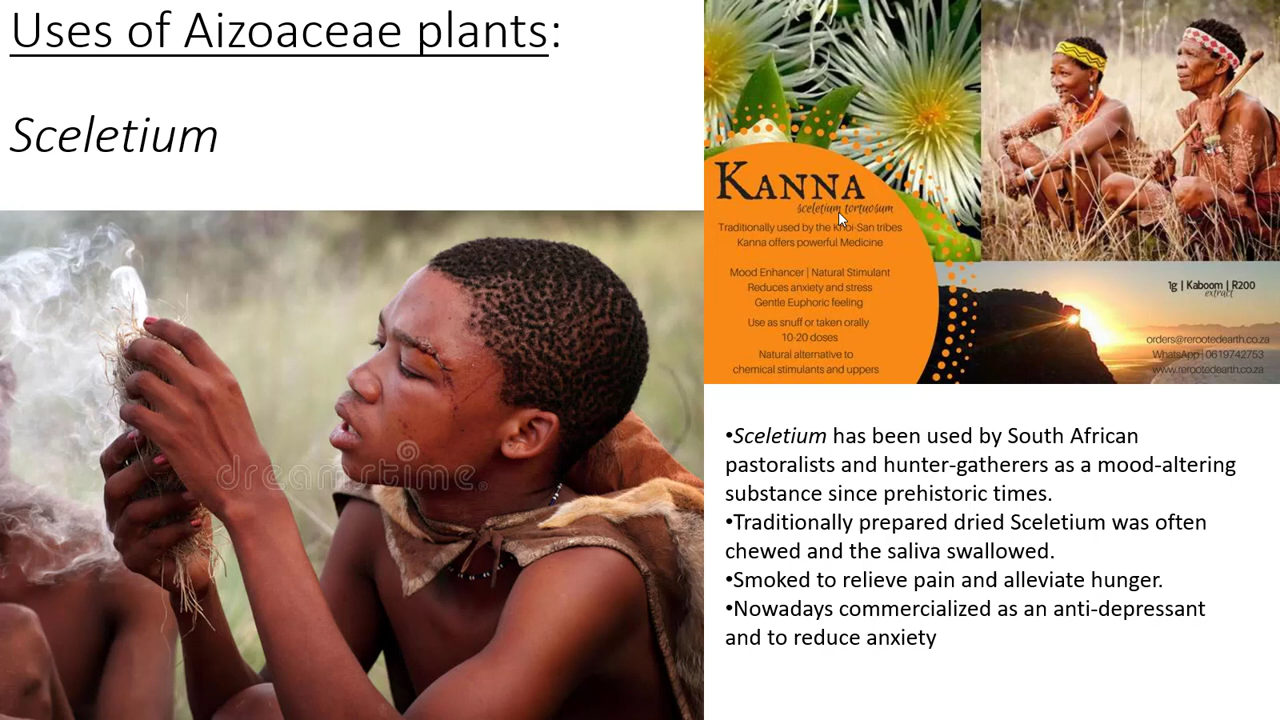 Uses of Aizoaceae plants:
Sceletium
dreamstime.
KANNA
sceletium tortuosum
Traditionally used by the Khoi-San tribes
Kanna offers powerful Medicine
Mood Enhancer | Natural Stimulant
Reduces anxiety and stress
Gentle Euphoric feeling
Use as snuff or taken orally
10-20 doses
Natural alternative to
chemical stimulants and uppers
1g | Kaboom | R200
extract
orders@rerootedearth.co.za
WhatsApp | 0619742753
www.rerootedearth.co.za
•Sceletium has been used by South African
pastoralists and hunter-gatherers as a mood-altering
substance since prehistoric times.
•Traditionally prepared dried Sceletium was often
chewed and the saliva swallowed.
•Smoked to relieve pain and alleviate hunger.
•Nowadays commercialized as an anti-depressant
and to reduce anxiety